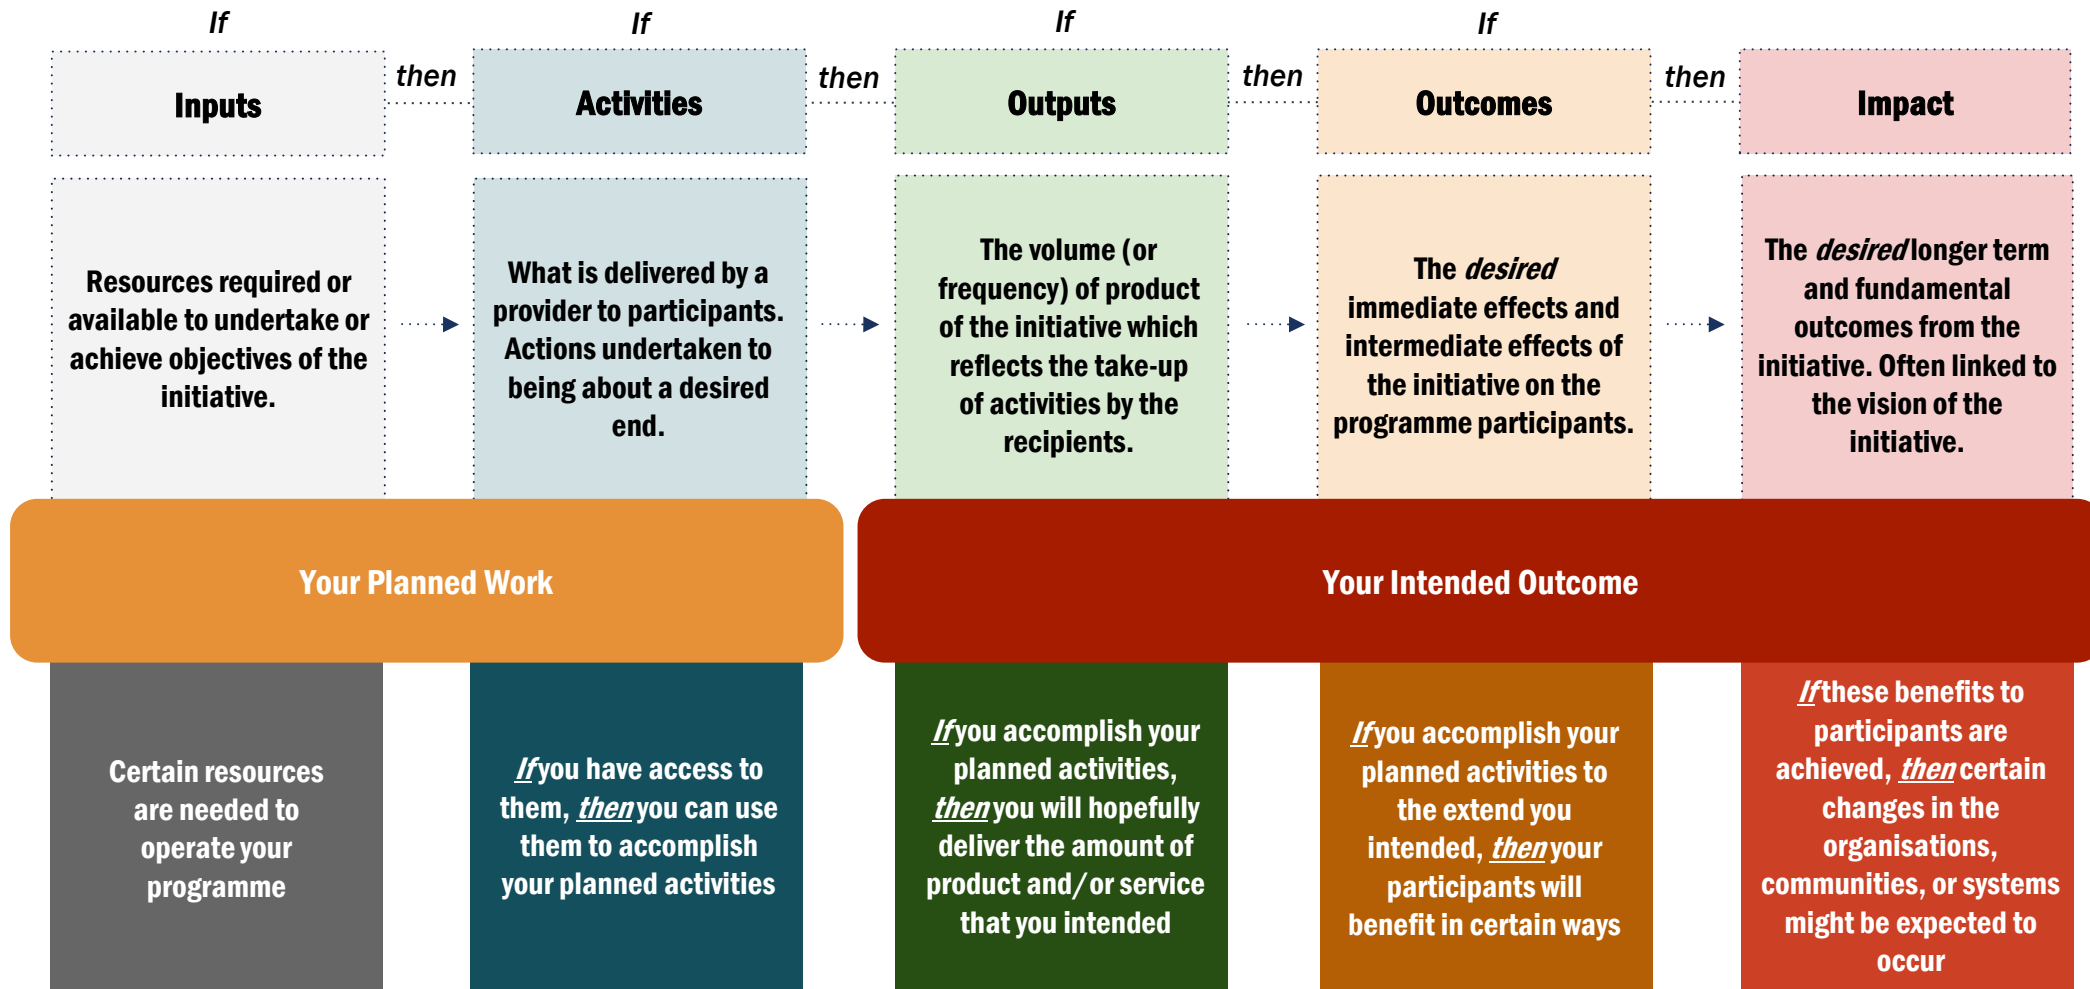 If
If
If
If
then
then
then
then
Inputs
Activities
Outputs
Outcomes
Impact
Resources required or
available to undertake or
achieve objectives of the
initiative.
What is delivered by a
provider to participants.
Actions undertaken to
being about a desired
end.
The volume (or
frequency) of product
of the initiative which
reflects the take-up
of activities by the
recipients.
The desired
immediate effects and
intermediate effects of
the initiative on the
programme participants.
The desired longer term
and fundamental
outcomes from the
initiative. Often linked to
the vision of the
initiative.
Your Planned Work
Your Intended Outcome
Certain resources
are needed to
operate your
programme
If you have access to
them, then you can use
them to accomplish
your planned activities
If you accomplish your
planned activities,
then you will hopefully
deliver the amount of
product and/or service
that you intended
If you accomplish your
planned activities to
the extend you
intended, then your
participants will
benefit in certain ways
If these benefits to
participants are
achieved, then certain
changes in the
organisations,
communities, or systems
might be expected to
occur